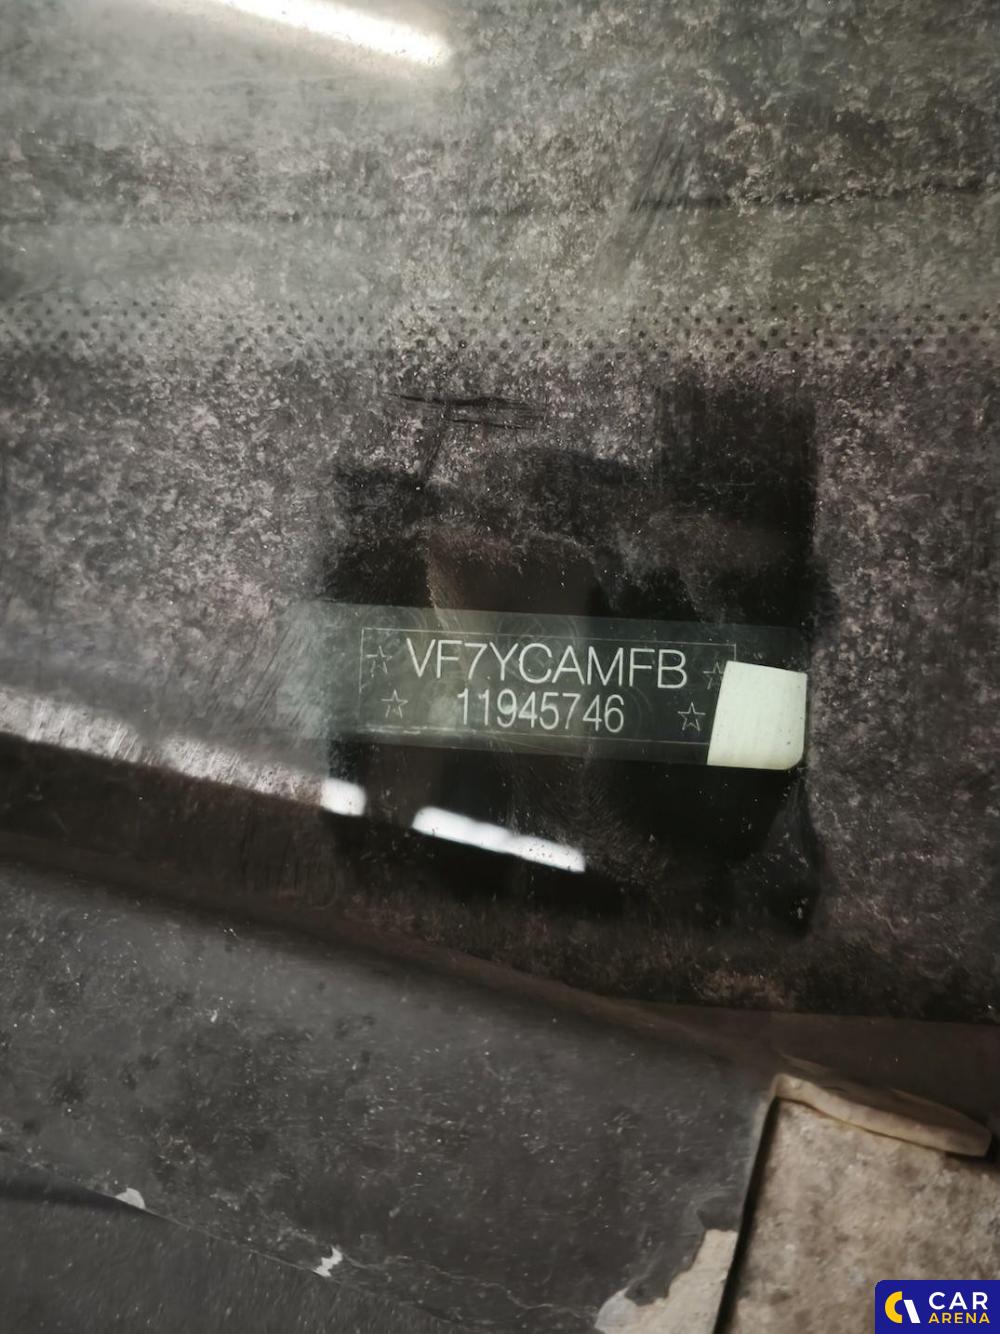 ☆ VF7YCAMFB ☆
☆ 11945746 ☆
CAR
ARENA